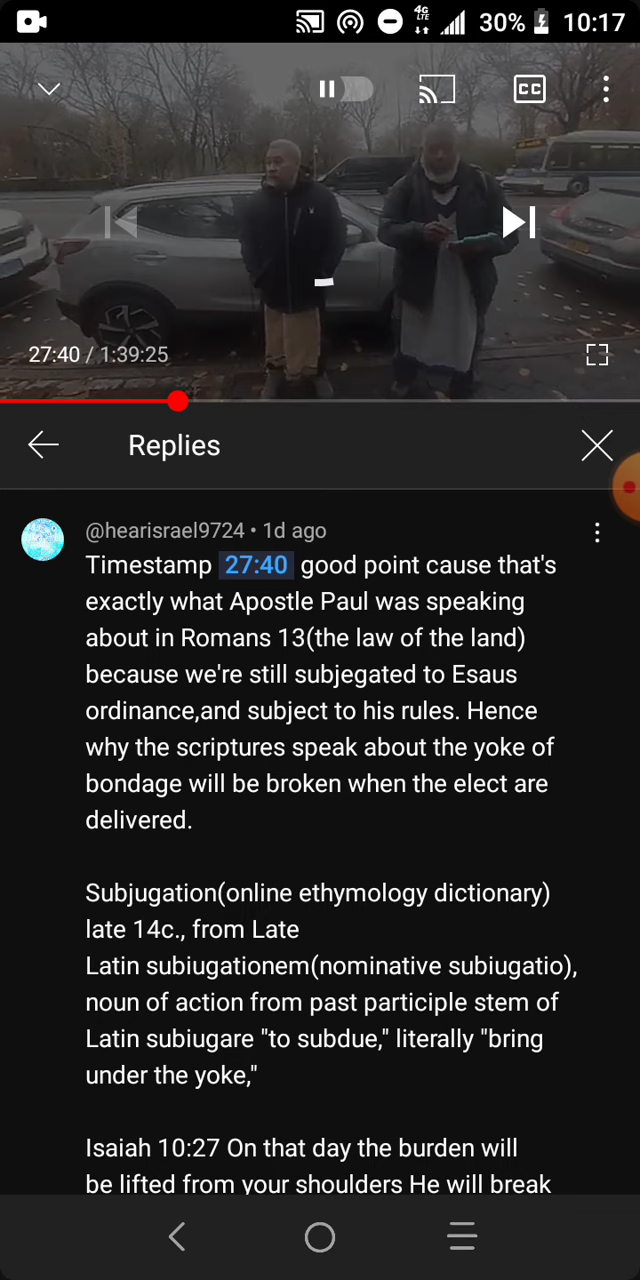 4G
LTE
30%
10:17
CC
27:40 / 1:39:25
Replies
@hearisrael9724 • 1d ago
Timestamp 27:40 good point cause that's
exactly what Apostle Paul was speaking
about in Romans 13(the law of the land)
because we're still subjegated to Esaus
ordinance,and subject to his rules. Hence
why the scriptures speak about the yoke of
bondage will be broken when the elect are
delivered.
Subjugation(online ethymology dictionary)
late 14c., from Late
Latin subiugationem(nominative subiugatio),
noun of action from past participle stem of
Latin subiugare "to subdue," literally "bring
under the yoke,"
Isaiah 10:27 On that day the burden will
be lifted from your shoulders He will break